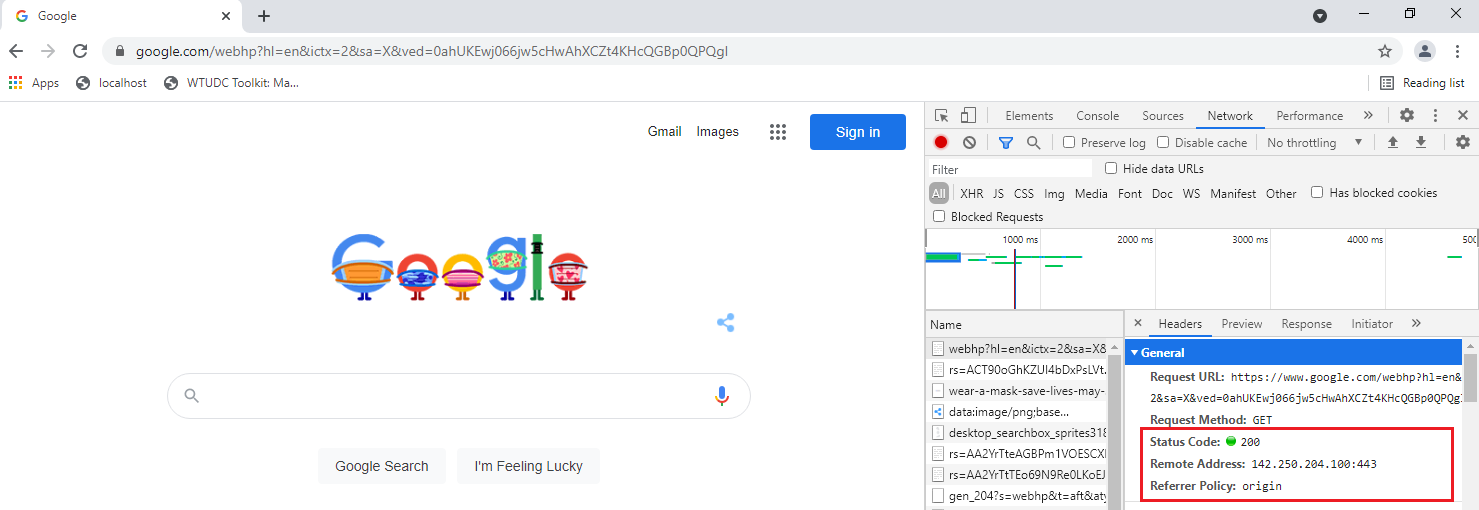 Google
google.com/webhp?hl=en&ictx=2&sa=X&ved=0ahUKEwj066jw5cHwAhXCZt4KHcQGBp0QPQgI
Apps localhost WTUDC Toolkit: Ma... Reading list
Gmail Images Sign in
Google
Google Search I'm Feeling Lucky
Elements Console Sources Network Performance »
Preserve log Disable cache No throttling
Filter Hide data URLs
All XHR JS CSS Img Media Font Doc WS Manifest Other Has blocked cookies
Blocked Requests
1000 ms 2000 ms 3000 ms 4000 ms 500
Name
webhp?hl=en&ictx=2&sa=X&
rs=ACT90oGhKZUI4bDxPsLVt.
wear-a-mask-save-lives-may-
data:image/png;base...
desktop_searchbox_sprites318
rs=AA2YrTteAGBPm1VOESCX
rs=AA2YrTtTEo69N9Re0LKoEJ
gen_204?s=webhp&t=aft&aty
Headers Preview Response Initiator »
General
Request URL: https://www.google.com/webhp?hl=en&
2&sa=X&ved=0ahUKEwj066jw5cHwAhXCZt4KHcQGBp0QPQgI
Request Method: GET
Status Code: 200
Remote Address: 142.250.204.100:443
Referrer Policy: origin